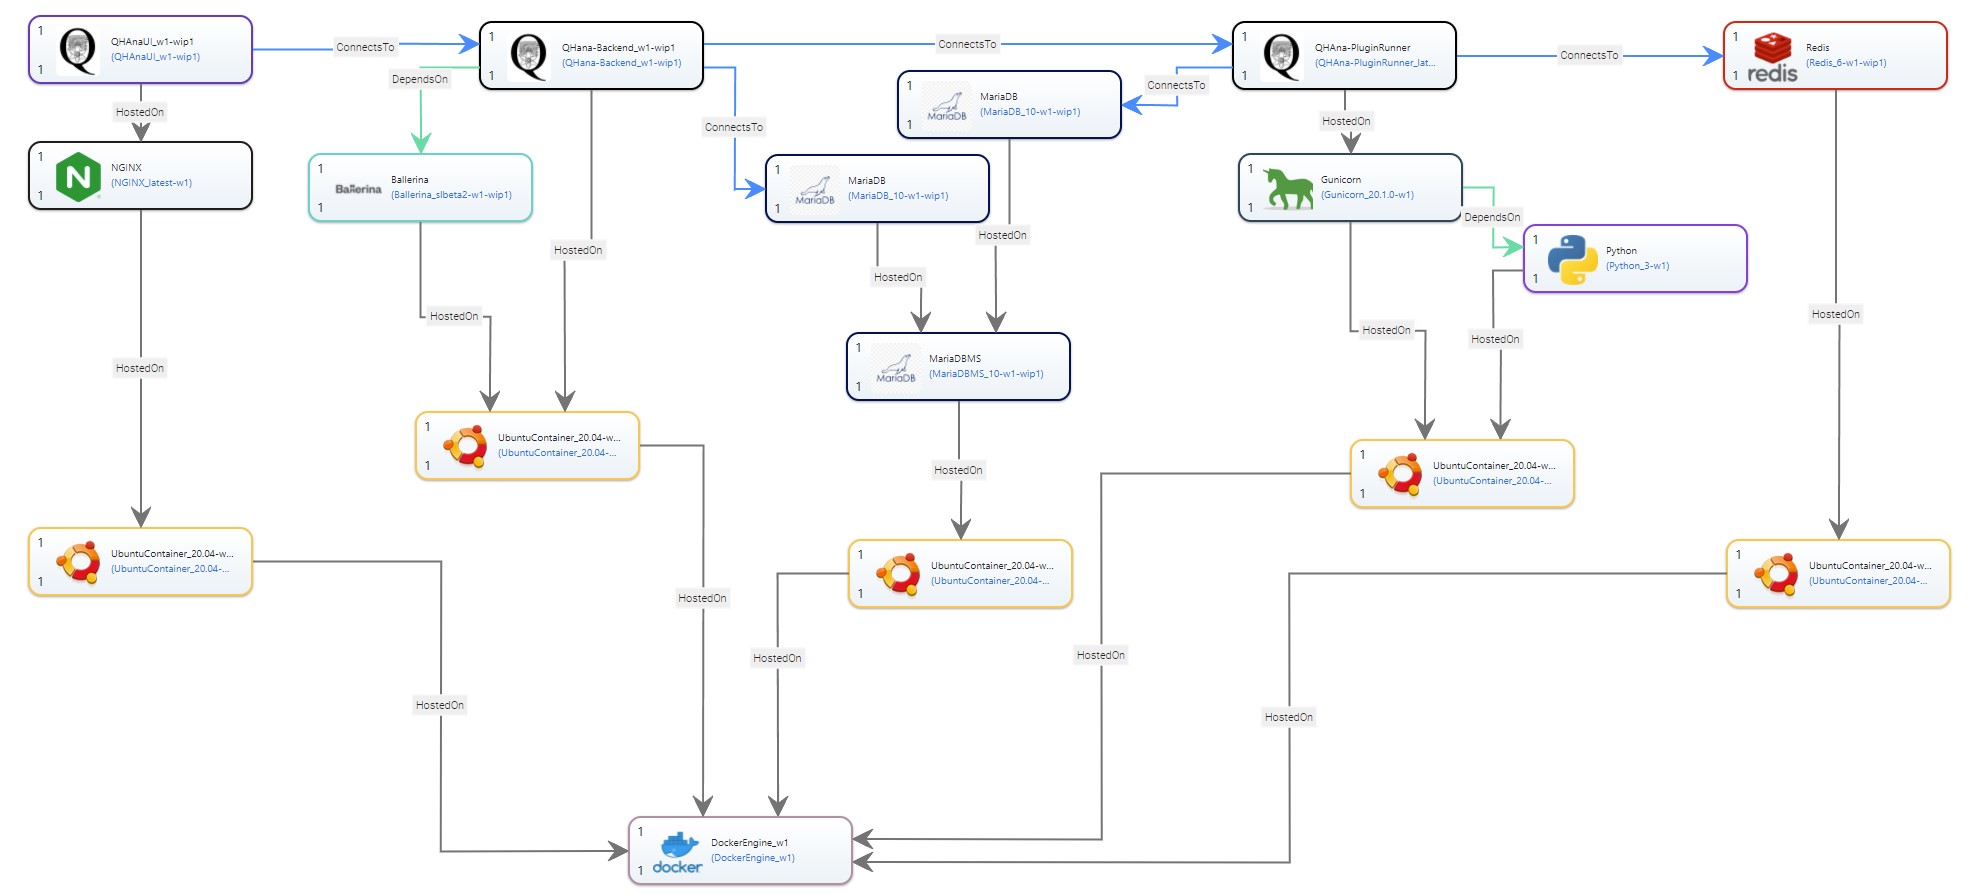 1
QHAnaUI_w1-wip1
(QHAnaUI_w1-wip1)
1
ConnectsTo
1
QHana-Backend_w1-wip1
(QHana-Backend_w1-wip1)
1
ConnectsTo
1
QHAna-PluginRunner
(QHAna-PluginRunner_lat...
1
ConnectsTo
1
Redis
(Redis_6-w1-wip1)
1
redis
DependsOn
ConnectsTo
1
MariaDB
MariaDB
(MariaDB_10-w1-wip1)
1
HostedOn
HostedOn
ConnectsTo
1
NGINX
(NGINX_latest-w1)
1
N
1
Ballerina
Ballerina
(Ballerina_slbeta2-w1-wip1)
1
1
MariaDB
MariaDB
(MariaDB_10-w1-wip1)
1
1
Gunicorn
(Gunicorn_20.1.0-w1)
1
DependsOn
1
Python
(Python_3-w1)
1
HostedOn
HostedOn
HostedOn
HostedOn
HostedOn
HostedOn
HostedOn
HostedOn
1
MariaDB
MariaDBMS
(MariaDBMS_10-w1-wip1)
1
1
UbuntuContainer_20.04-w...
(UbuntuContainer_20.04-...
1
HostedOn
1
UbuntuContainer_20.04-w...
(UbuntuContainer_20.04-...
1
1
UbuntuContainer_20.04-w...
(UbuntuContainer_20.04-...
1
1
UbuntuContainer_20.04-w...
(UbuntuContainer_20.04-...
1
1
UbuntuContainer_20.04-w...
(UbuntuContainer_20.04-...
1
HostedOn
HostedOn
HostedOn
HostedOn
HostedOn
1
DockerEngine_w1
(DockerEngine_w1)
1
docker